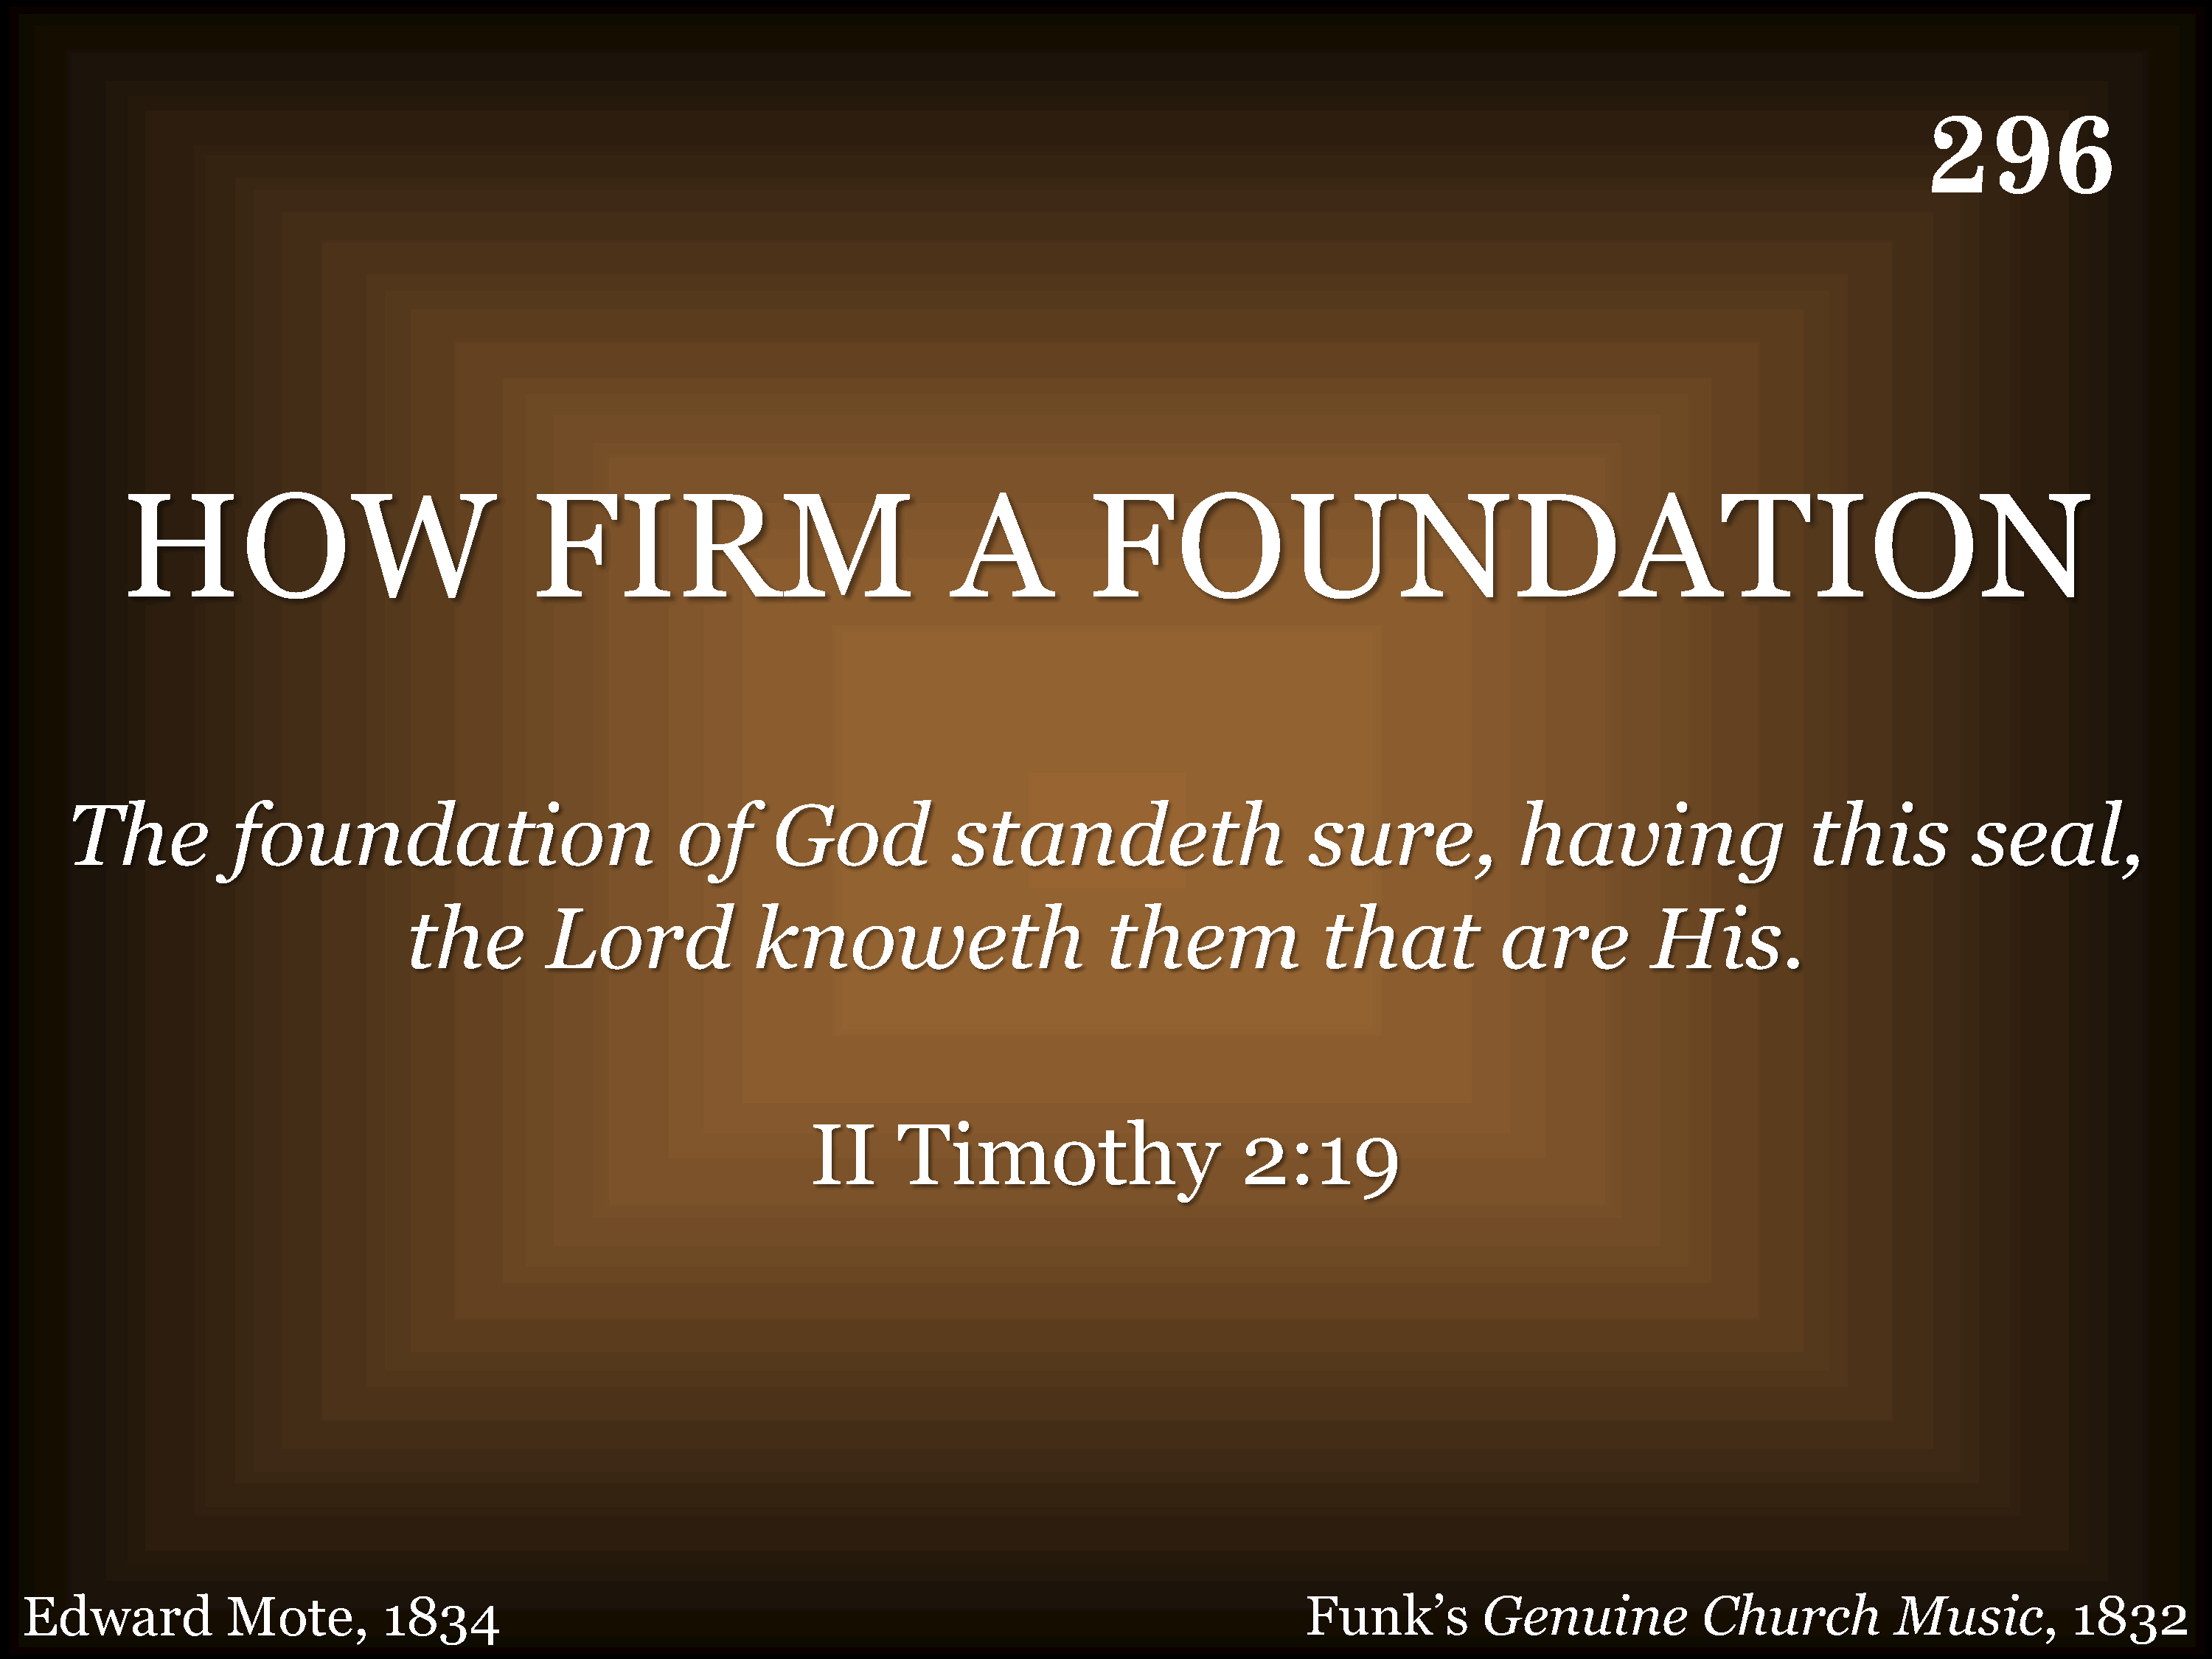 296
HOW FIRM A FOUNDATION
The foundation of God standeth sure, having this seal,
the Lord knoweth them that are His.
II Timothy 2:19
Edward Mote, 1834
Funk’s Genuine Church Music, 1832